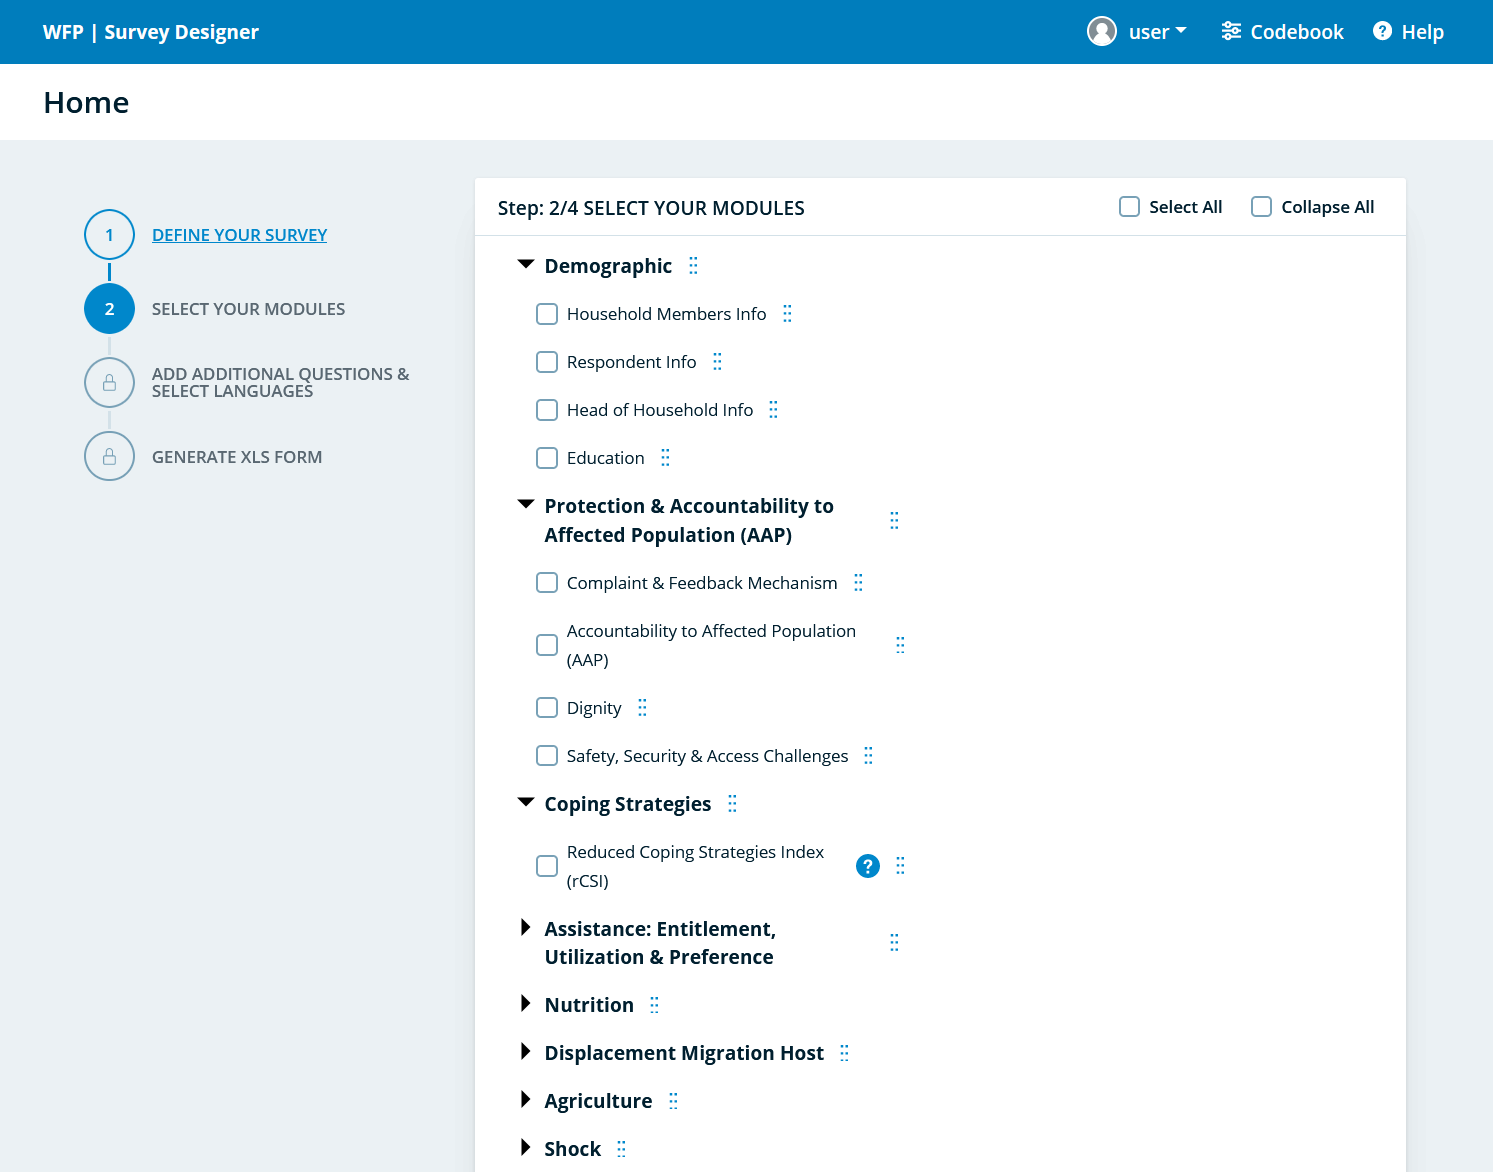 WFP | Survey Designer
user
Codebook
? Help
Home
1
DEFINE YOUR SURVEY
2
SELECT YOUR MODULES
ADD ADDITIONAL QUESTIONS &
SELECT LANGUAGES
GENERATE XLS FORM
Step: 2/4 SELECT YOUR MODULES
Select All
Collapse All
Demographic
Household Members Info
Respondent Info
Head of Household Info
Education
Protection & Accountability to
Affected Population (AAP)
Complaint & Feedback Mechanism
Accountability to Affected Population
(AAP)
Dignity
Safety, Security & Access Challenges
Coping Strategies
Reduced Coping Strategies Index
(rCSI)
?
Assistance: Entitlement,
Utilization & Preference
Nutrition
Displacement Migration Host
Agriculture
Shock